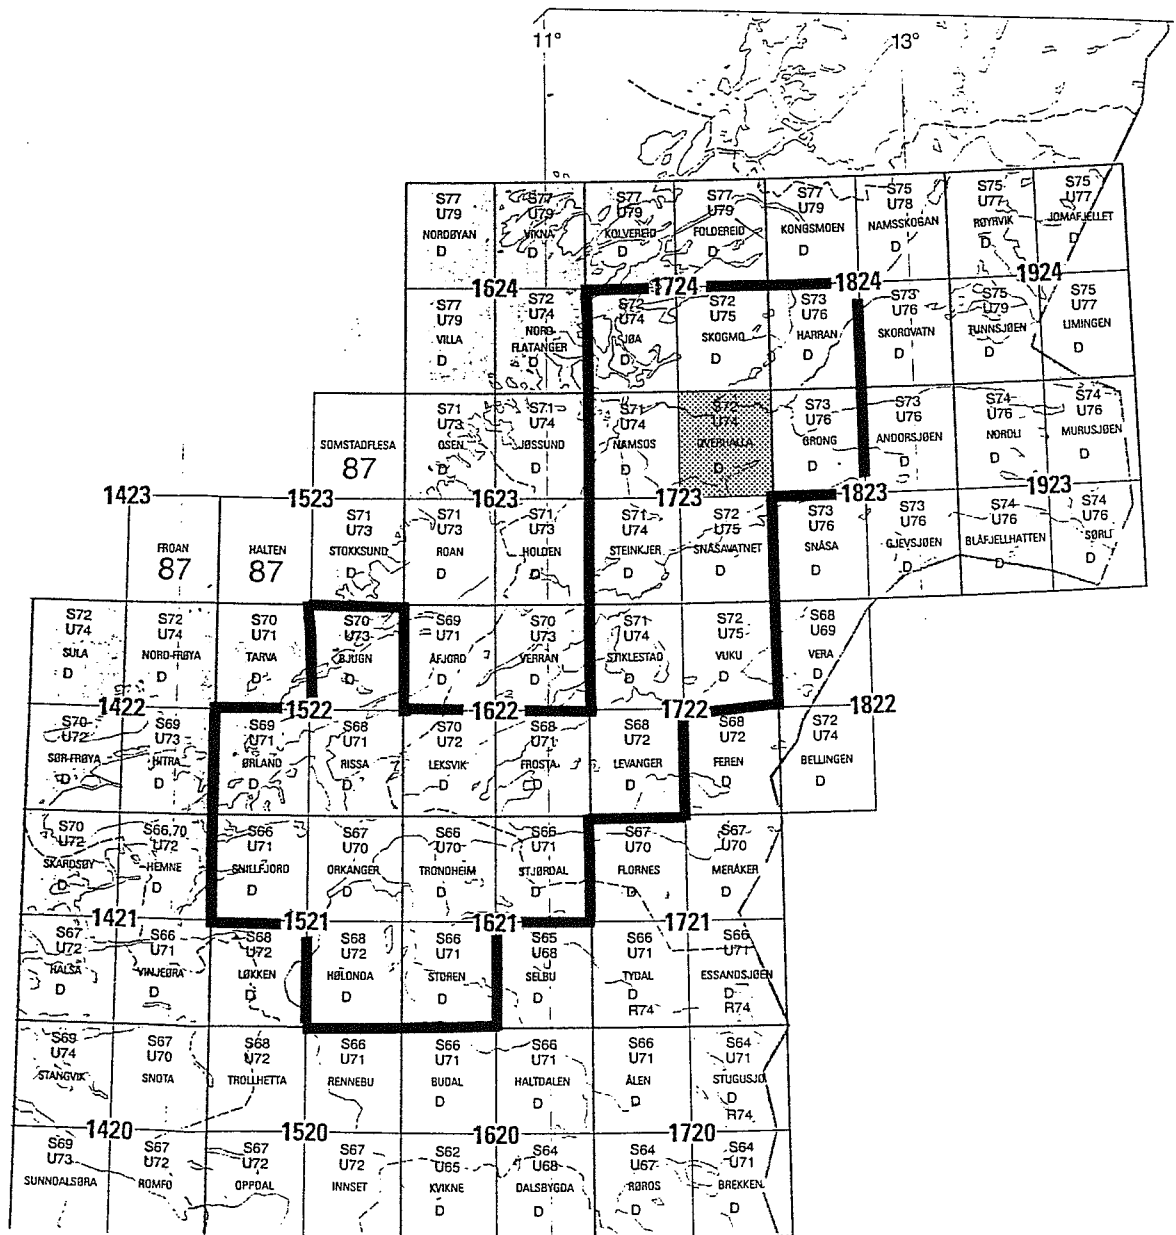 11°
13°
S77
U79
NORDØYAN
D
S77
U79
VIKNA
D
S77
U79
KOLVEREID
D
S77
U79
FOLDEREID
D
S77
U79
KONGSMOEN
D
S75
U78
NAMSSKOGAN
D
S75
U77
RØYRVIK
D
S75
U77
JOMAFJELLET
D
1624
1724
1824
1924
S77
U79
VILLA
D
S72
U74
NORD-
FLATANGER
D
S72
U74
SJØA
D
S72
U75
SKOGMO
D
S73
U76
HARRAN
D
S73
U76
SKOROVATN
D
S75
U79
TUNNSJØEN
D
S75
U77
LIMINGEN
D
SOMSTADFLESA
87
S71
U73
OSEN
D
S71
U74
JØSSUND
D
S71
U74
NAMSOS
D
S72
U74
OVERHALLA
D
S73
U76
GRONG
D
S73
U76
ANDORSJØEN
D
S74
U76
NORDLI
D
S74
U76
MURUSJØEN
D
1423
1523
1623
1723
1823
1923
FROAN
87
HALTEN
87
S71
U73
STOKKSUND
D
S71
U73
ROAN
D
S71
U73
HOLDEN
D
S71
U74
STEINKJER
D
S72
U75
SNÅSAVATNET
D
S73
U76
SNÅSA
D
S73
U76
GJEVSJØEN
D
S74
U76
BLÅFJELLHATTEN
D
S74
U76
SØRLI
D
S72
U74
SULA
D
S72
U74
NORD-FRØYA
D
S70
U71
TARVA
D
S70
U73
BJUGN
D
S69
U71
ÅFJORD
D
S70
U73
VERRAN
D
S71
U74
STIKLESTAD
D
S72
U75
VUKU
D
S68
U69
VERA
D
1422
1522
1622
1722
1822
S70
U72
SØR-FRØYA
D
S69
U73
HITRA
D
S69
U71
ØRLAND
D
S68
U71
RISSA
D
S70
U72
LEKSVIK
D
S68
U71
FROSTA
D
S68
U72
LEVANGER
D
S68
U72
FEREN
D
S72
U74
BELLINGEN
D
S70
U72
SKARDSØY
D
S66,70
U72
HEMNE
D
S66
U71
SNILLFJORD
D
S67
U70
ORKANGER
D
S66
U70
TRONDHEIM
D
S66
U71
STJØRDAL
D
S67
U70
FLORNES
D
S67
U70
MERÅKER
D
1421
1521
1621
1721
S67
U72
HALSA
D
S66
U71
VINJEØRA
D
S68
U72
LØKKEN
D
S68
U72
HØLONDA
D
S66
U71
STØREN
D
S65
U68
SELBU
D
S66
U71
TYDAL
D
R74
S66
U71
ESSANDSJØEN
D
R74
S69
U74
STANGVIK
S67
U70
SNOTA
S68
U72
TROLLHETTA
S66
U71
RENNEBU
S66
U71
BUDAL
D
S66
U71
HALTDALEN
D
S66
U71
ÅLEN
D
S64
U71
STUGUSJØ
D
R74
1420
1520
1620
1720
S69
U73
SUNNDALSØRA
S67
U72
ROMFO
S67
U72
OPPDAL
S67
U72
INNSET
S62
U65
KVIKNE
D
S64
U68
DALSBYGDA
D
S64
U67
RØROS
D
S64
U71
BREKKEN
D